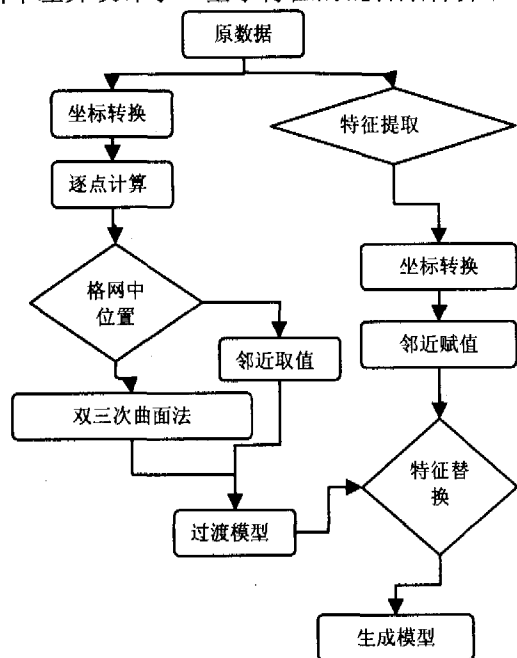 原数据
坐标转换
特征提取
逐点计算
格网中
位置
坐标转换
邻近取值
邻近赋值
双三次曲面法
特征替
换
过渡模型
生成模型